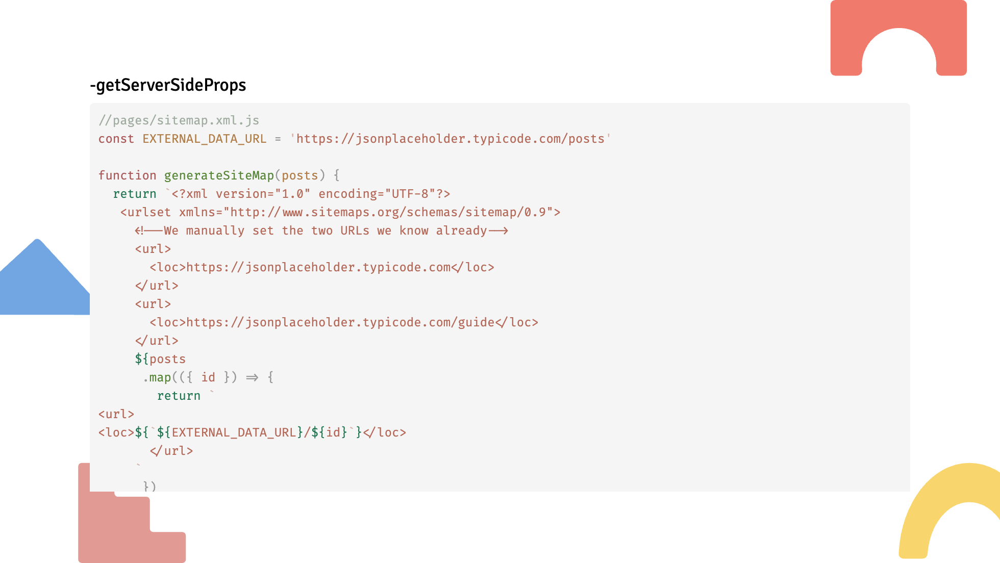 -getServerSideProps
//pages/sitemap.xml.js
const EXTERNAL_DATA_URL = 'https://jsonplaceholder.typicode.com/posts'
function generateSiteMap(posts) {
  return `<?xml version="1.0" encoding="UTF-8"?>
   <urlset xmlns="http://www.sitemaps.org/schemas/sitemap/0.9">
     <!--We manually set the two URLs we know already-->
     <url>
       <loc>https://jsonplaceholder.typicode.com</loc>
     </url>
     <url>
       <loc>https://jsonplaceholder.typicode.com/guide</loc>
     </url>
     ${posts
      .map(({ id }) => {
        return `
<url>
<loc>${`${EXTERNAL_DATA_URL}/${id}`}</loc>
       </url>
     `
      })